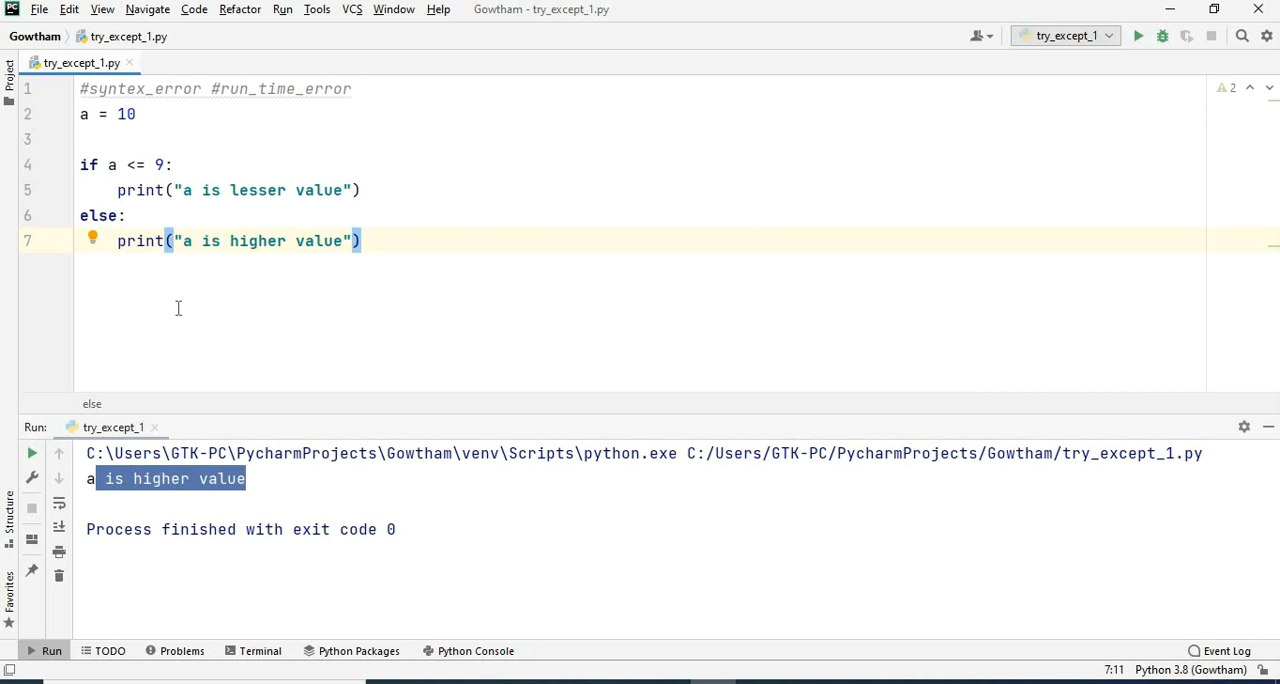 PC File Edit View Navigate Code Refactor Run Tools VCS Window Help Gowtham - try_except_1.py
Gowtham try_except_1.py try_except_1
Project
try_except_1.py
2
1 #syntex_error #run_time_error
2 a = 10
3
4 if a <= 9:
5 print("a is lesser value")
6 else:
7 print("a is higher value")
else
Run: try_except_1
C:\Users\GTK-PC\PycharmProjects\Gowtham\venv\Scripts\python.exe C:/Users/GTK-PC/PycharmProjects/Gowtham/try_except_1.py
a is higher value
Process finished with exit code 0
Structure
Favorites
Run TODO Problems Terminal Python Packages Python Console Event Log
7:11 Python 3.8 (Gowtham)